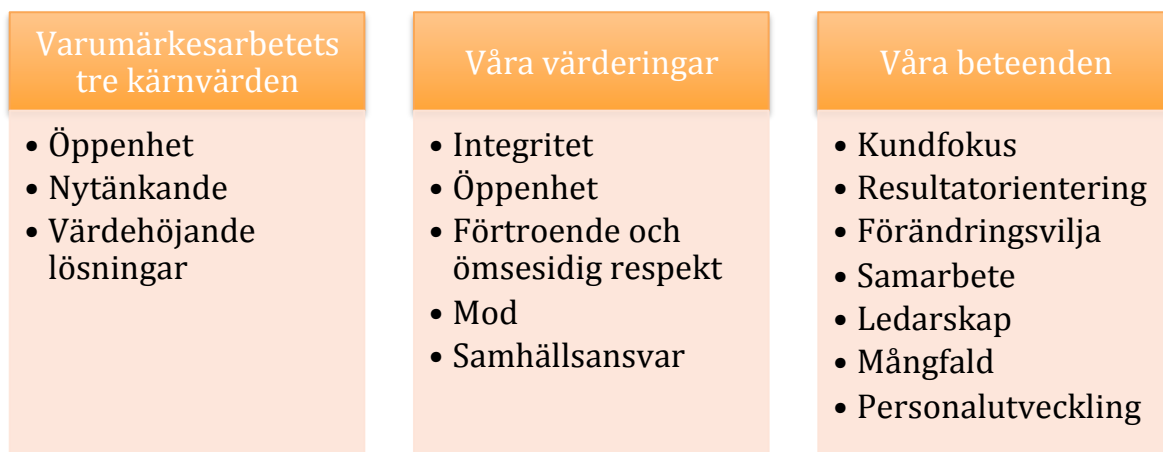 Varumärkesarbetets
tre kärnvärden
• Öppenhet
• Nytänkande
• Värdehöjande
lösningar
Våra värderingar
• Integritet
• Öppenhet
• Förtroende och
ömsesidig respekt
• Mod
• Samhällsansvar
Våra beteenden
• Kundfokus
• Resultatorientering
• Förändringsvilja
• Samarbete
• Ledarskap
• Mångfald
• Personalutveckling